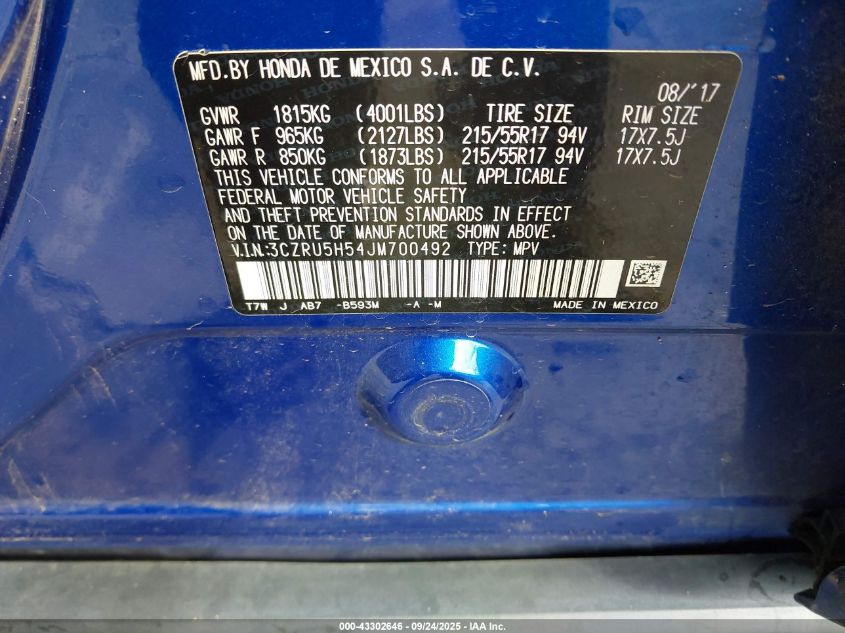 MFD.BY HONDA DE MEXICO S.A. DE C.V.
08/'17
GVWR 1815KG (4001LBS) TIRE SIZE RIM SIZE
GAWR F 965KG (2127LBS) 215/55R17 94V 17X7.5J
GAWR R 850KG (1873LBS) 215/55R17 94V 17X7.5J
THIS VEHICLE CONFORMS TO ALL APPLICABLE
FEDERAL MOTOR VEHICLE SAFETY
AND THEFT PREVENTION STANDARDS IN EFFECT
ON THE DATE OF MANUFACTURE SHOWN ABOVE.
V.I.N:3CZRU5H54JM700492 TYPE: MPV
T7W J AB7 -B593M -A -M MADE IN MEXICO
000-43302646 - 09/24/2025 - IAA Inc.